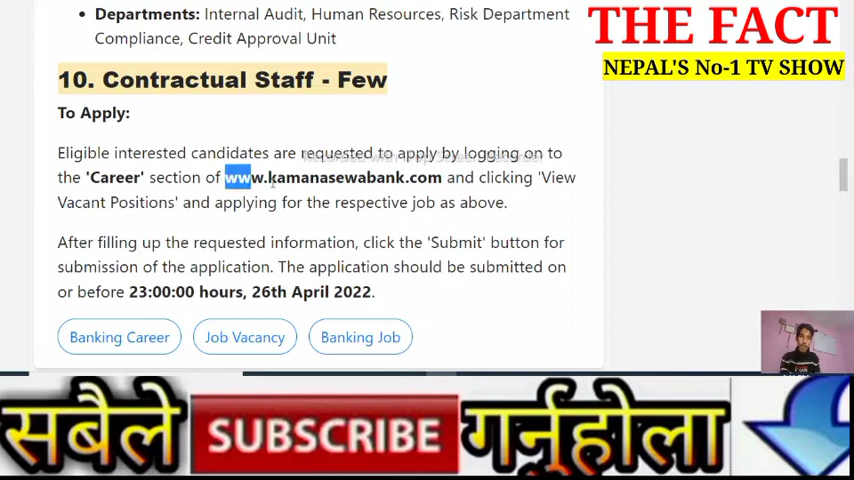 • Departments: Internal Audit, Human Resources, Risk Department
Compliance, Credit Approval Unit
THE FACT
NEPAL'S No-1 TV SHOW
10. Contractual Staff - Few
To Apply:
Eligible interested candidates are requested to apply by logging on to
the 'Career' section of www.kamanasewabank.com and clicking 'View
Vacant Positions' and applying for the respective job as above.
After filling up the requested information, click the 'Submit' button for
submission of the application. The application should be submitted on
or before 23:00:00 hours, 26th April 2022.
Banking Career Job Vacancy Banking Job
सबैले SUBSCRIBE गर्नुहोला